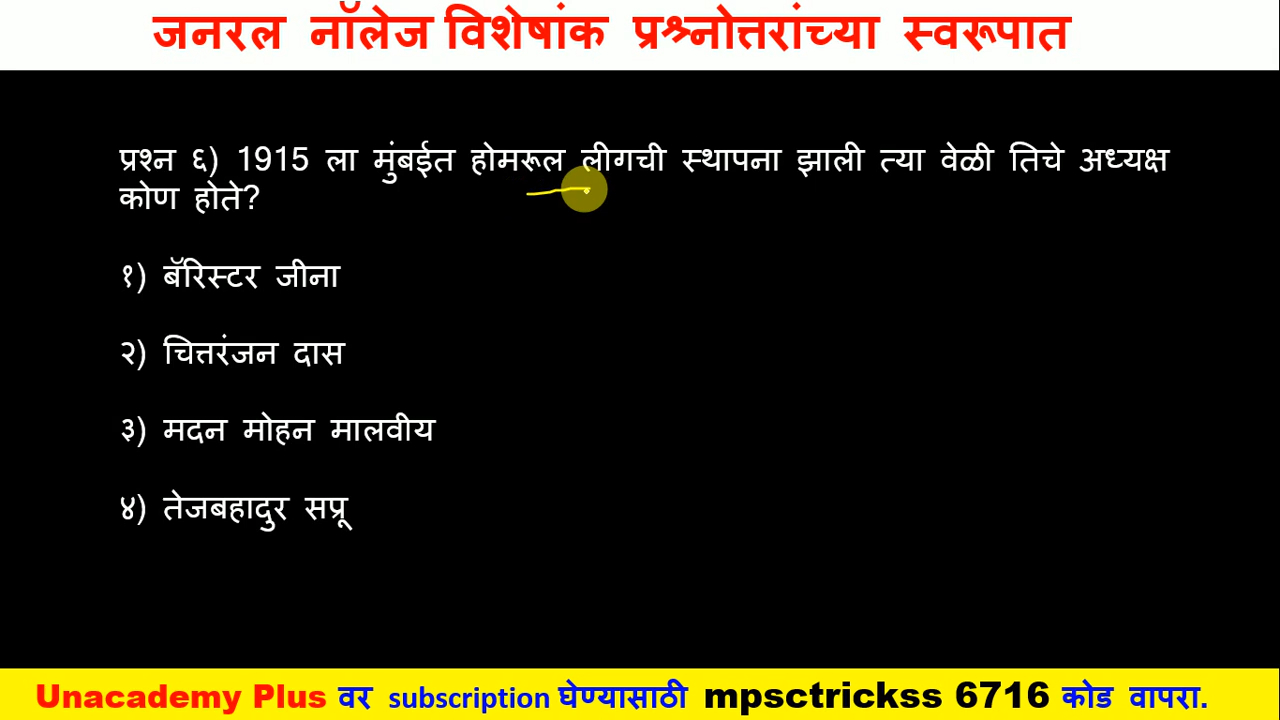 जनरल नॉलेज विशेषांक प्रश्नोत्तरांच्या स्वरूपात
प्रश्न ६) 1915 ला मुंबईत होमरूल लीगची स्थापना झाली त्या वेळी तिचे अध्यक्ष
कोण होते?
१) बॅरिस्टर जीना
२) चित्तरंजन दास
३) मदन मोहन मालवीय
४) तेजबहादुर सप्रू
Unacademy Plus वर subscription घेण्यासाठी mpsctrickss 6716 कोड वापरा.